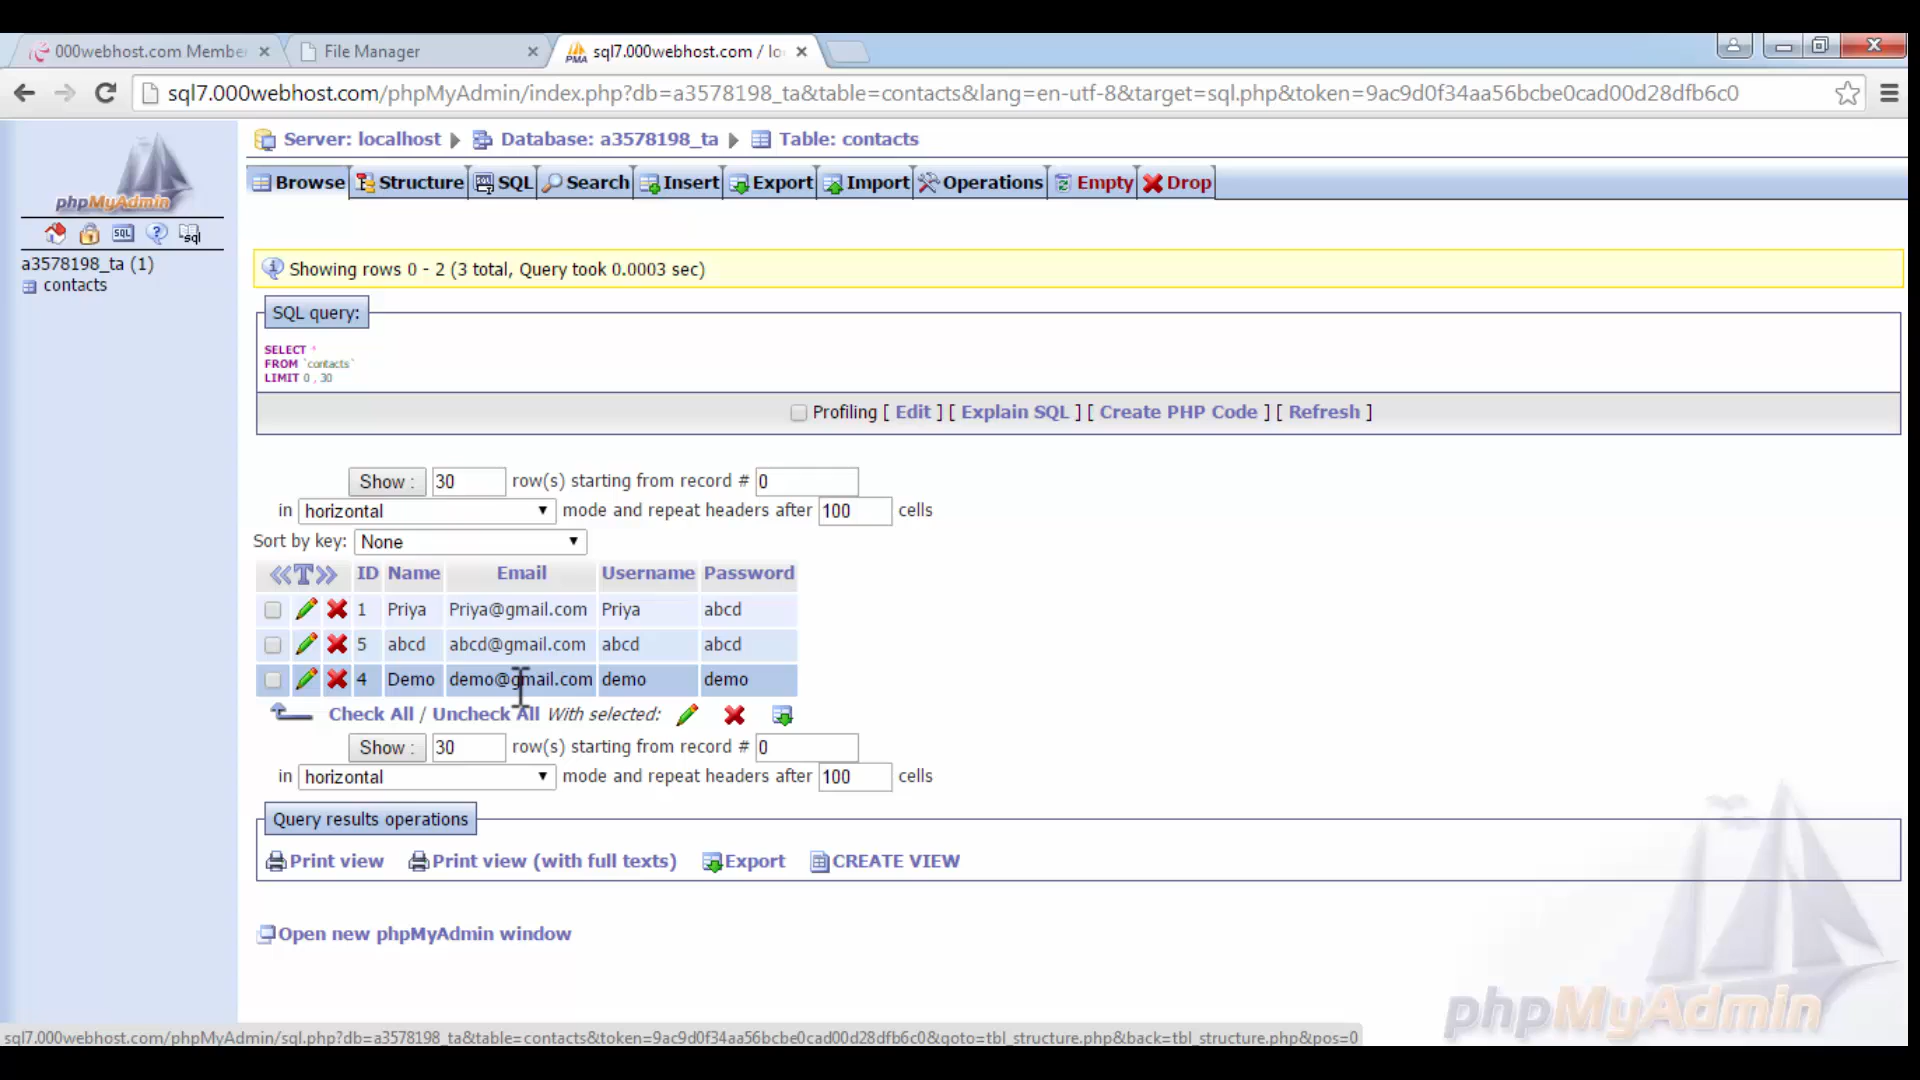 000webhost.com Membe
File Manager
sql7.000webhost.com / lo
sql7.000webhost.com/phpMyAdmin/index.php?db=a3578198_ta&table=contacts&lang=en-utf-8&target=sql.php&token=9ac9d0f34aa56bcbe0cad00d28dfb6c0
phpMyAdmin
a3578198_ta (1)
contacts
Server: localhost Database: a3578198_ta Table: contacts
Browse Structure SQL Search Insert Export Import Operations Empty Drop
Showing rows 0 - 2 (3 total, Query took 0.0003 sec)
SQL query:
SELECT *
FROM `contacts`
LIMIT 0 , 30
Profiling [ Edit ] [ Explain SQL ] [ Create PHP Code ] [ Refresh ]
Show : 30 row(s) starting from record # 0
in horizontal mode and repeat headers after 100 cells
Sort by key: None
ID Name Email Username Password
1 Priya Priya@gmail.com Priya abcd
5 abcd abcd@gmail.com abcd abcd
4 Demo demo@gmail.com demo demo
Check All / Uncheck All With selected:
Show : 30 row(s) starting from record # 0
in horizontal mode and repeat headers after 100 cells
Query results operations
Print view Print view (with full texts) Export CREATE VIEW
Open new phpMyAdmin window
phpMyAdmin
sql7.000webhost.com/phpMyAdmin/sql.php?db=a3578198_ta&table=contacts&token=9ac9d0f34aa56bcbe0cad00d28dfb6c0&goto=tbl_structure.php&back=tbl_structure.php&pos=0